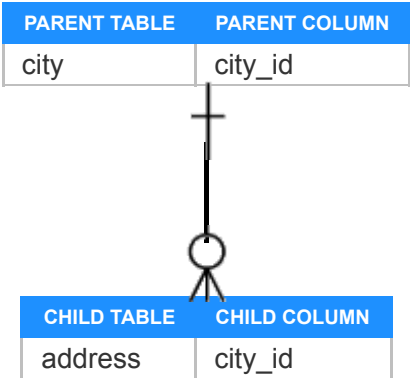 PARENT TABLE PARENT COLUMN
city city_id
CHILD TABLE CHILD COLUMN
address city_id